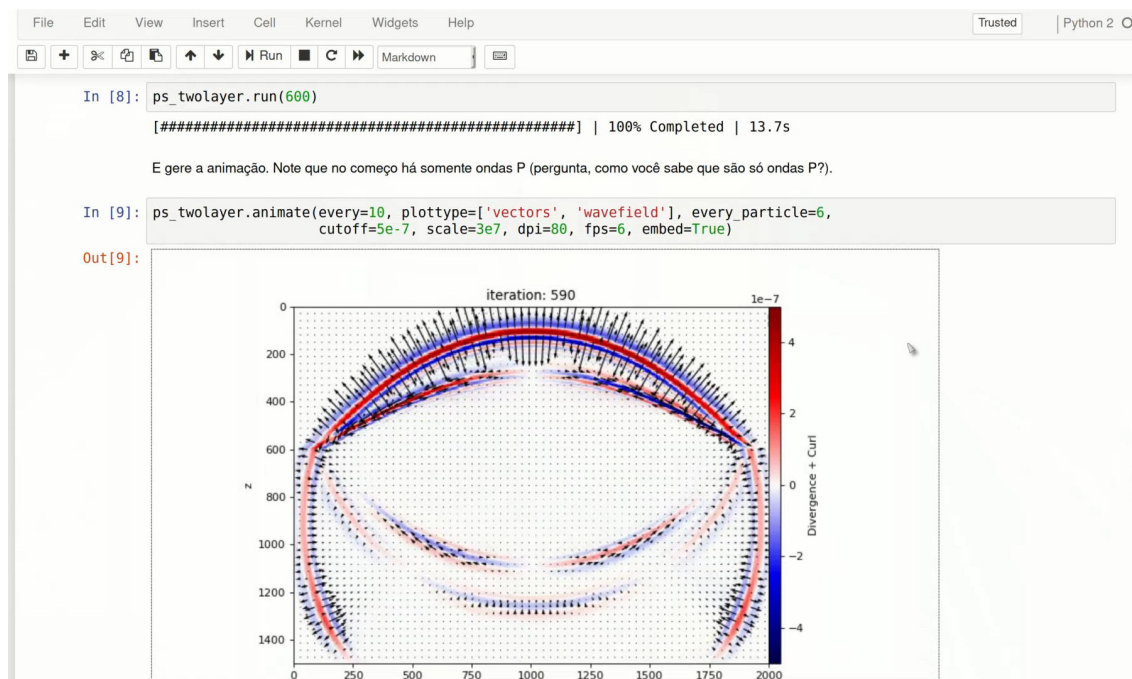 File Edit View Insert Cell Kernel Widgets Help Trusted Python 2
Run Markdown
In [8]: ps_twolayer.run(600)
[##################################################] | 100% Completed | 13.7s
E gere a animação. Note que no começo há somente ondas P (pergunta, como você sabe que são só ondas P?).
In [9]: ps_twolayer.animate(every=10, plottype=['vectors', 'wavefield'], every_particle=6,
cutoff=5e-7, scale=3e7, dpi=80, fps=6, embed=True)
Out[9]:
iteration: 590
1e−7
0
200
400
600
800
1000
1200
1400
z
0 250 500 750 1000 1250 1500 1750 2000
4
2
0
−2
−4
Divergence + Curl